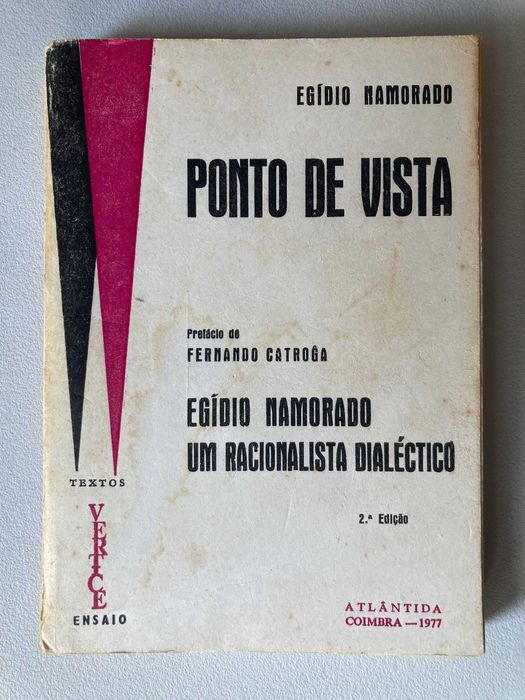 EGÍDIO NAMORADO
PONTO DE VISTA
Prefácio de
FERNANDO CATROGA
EGÍDIO NAMORADO
UM RACIONALISTA DIALÉCTICO
2.ª Edição
TEXTOS
VERTICE
ENSAIO
ATLÂNTIDA
COIMBRA — 1977